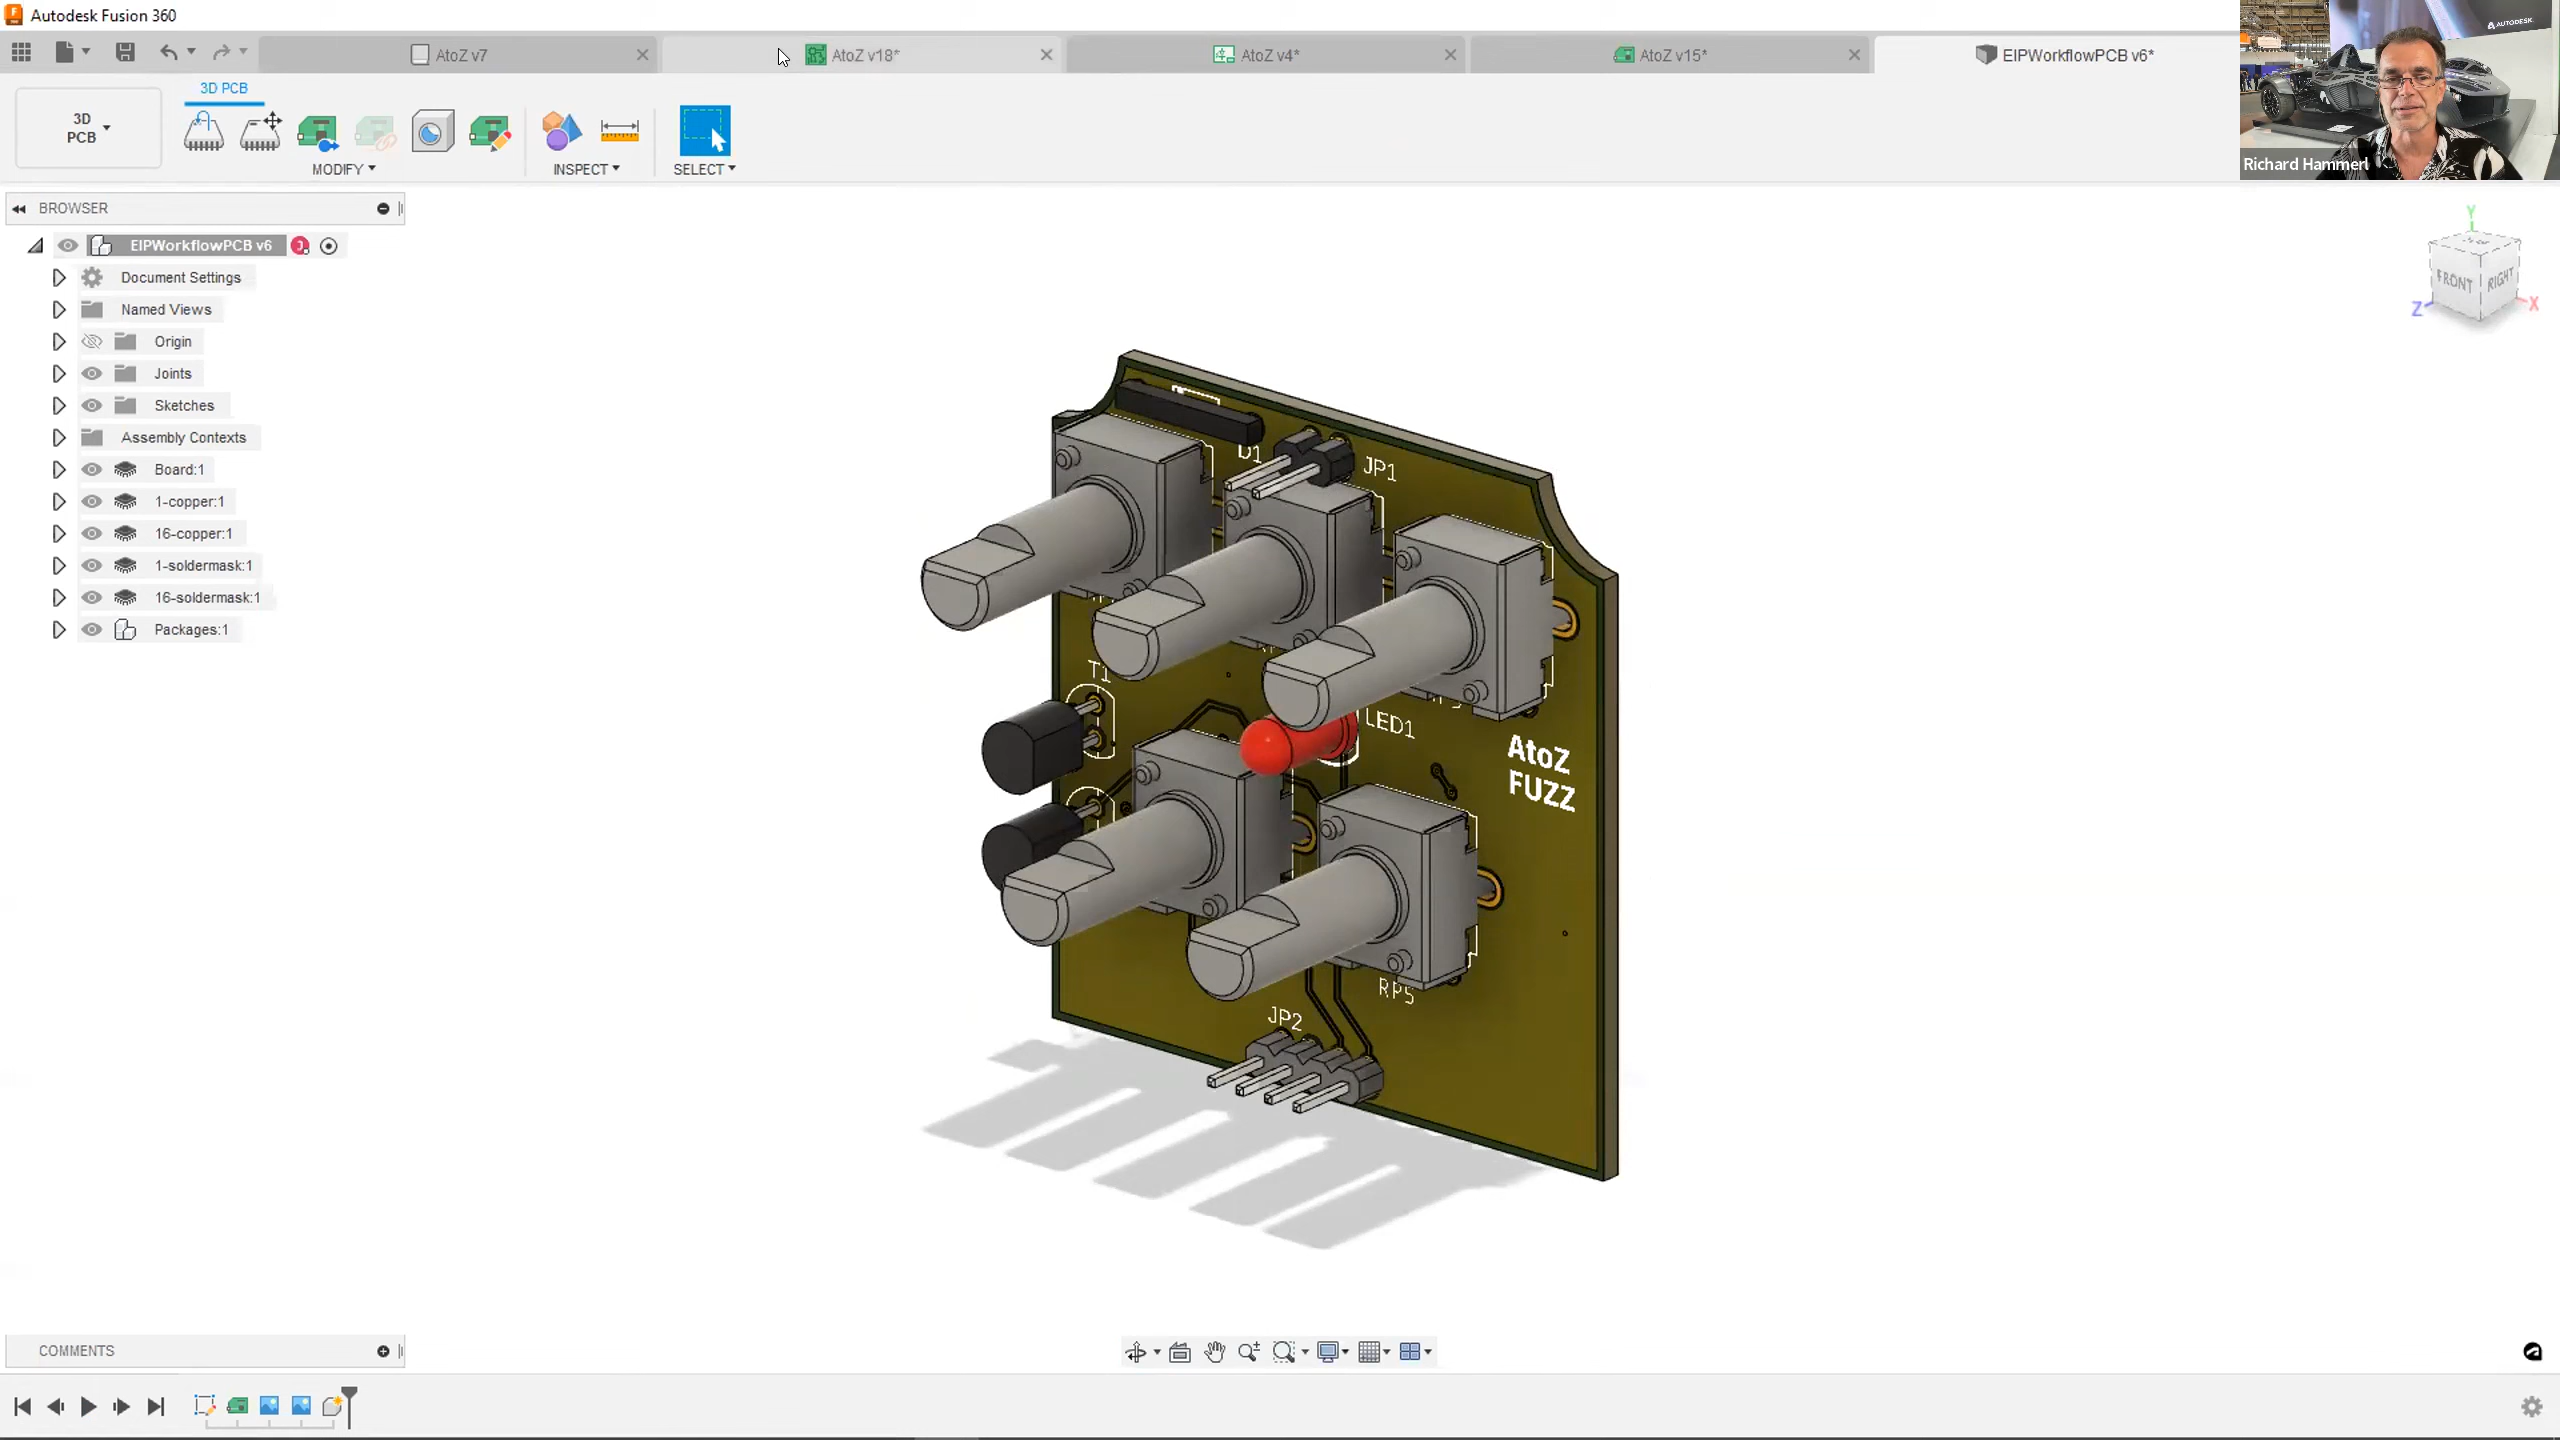 Autodesk Fusion 360
AtoZ v7
AtoZ v18*
AtoZ v4*
AtoZ v15*
EIPWorkflowPCB v6*
AUTODESK
3D PCB
3D
PCB
MODIFY
INSPECT
SELECT
Richard Hammerl
BROWSER
EIPWorkflowPCB v6
Document Settings
Named Views
Origin
Joints
Sketches
Assembly Contexts
Board:1
1-copper:1
16-copper:1
1-soldermask:1
16-soldermask:1
Packages:1
Y
FRONT
RIGHT
Z
X
D1
JP1
T1
LED1
AtoZ
FUZZ
RP5
JP2
COMMENTS